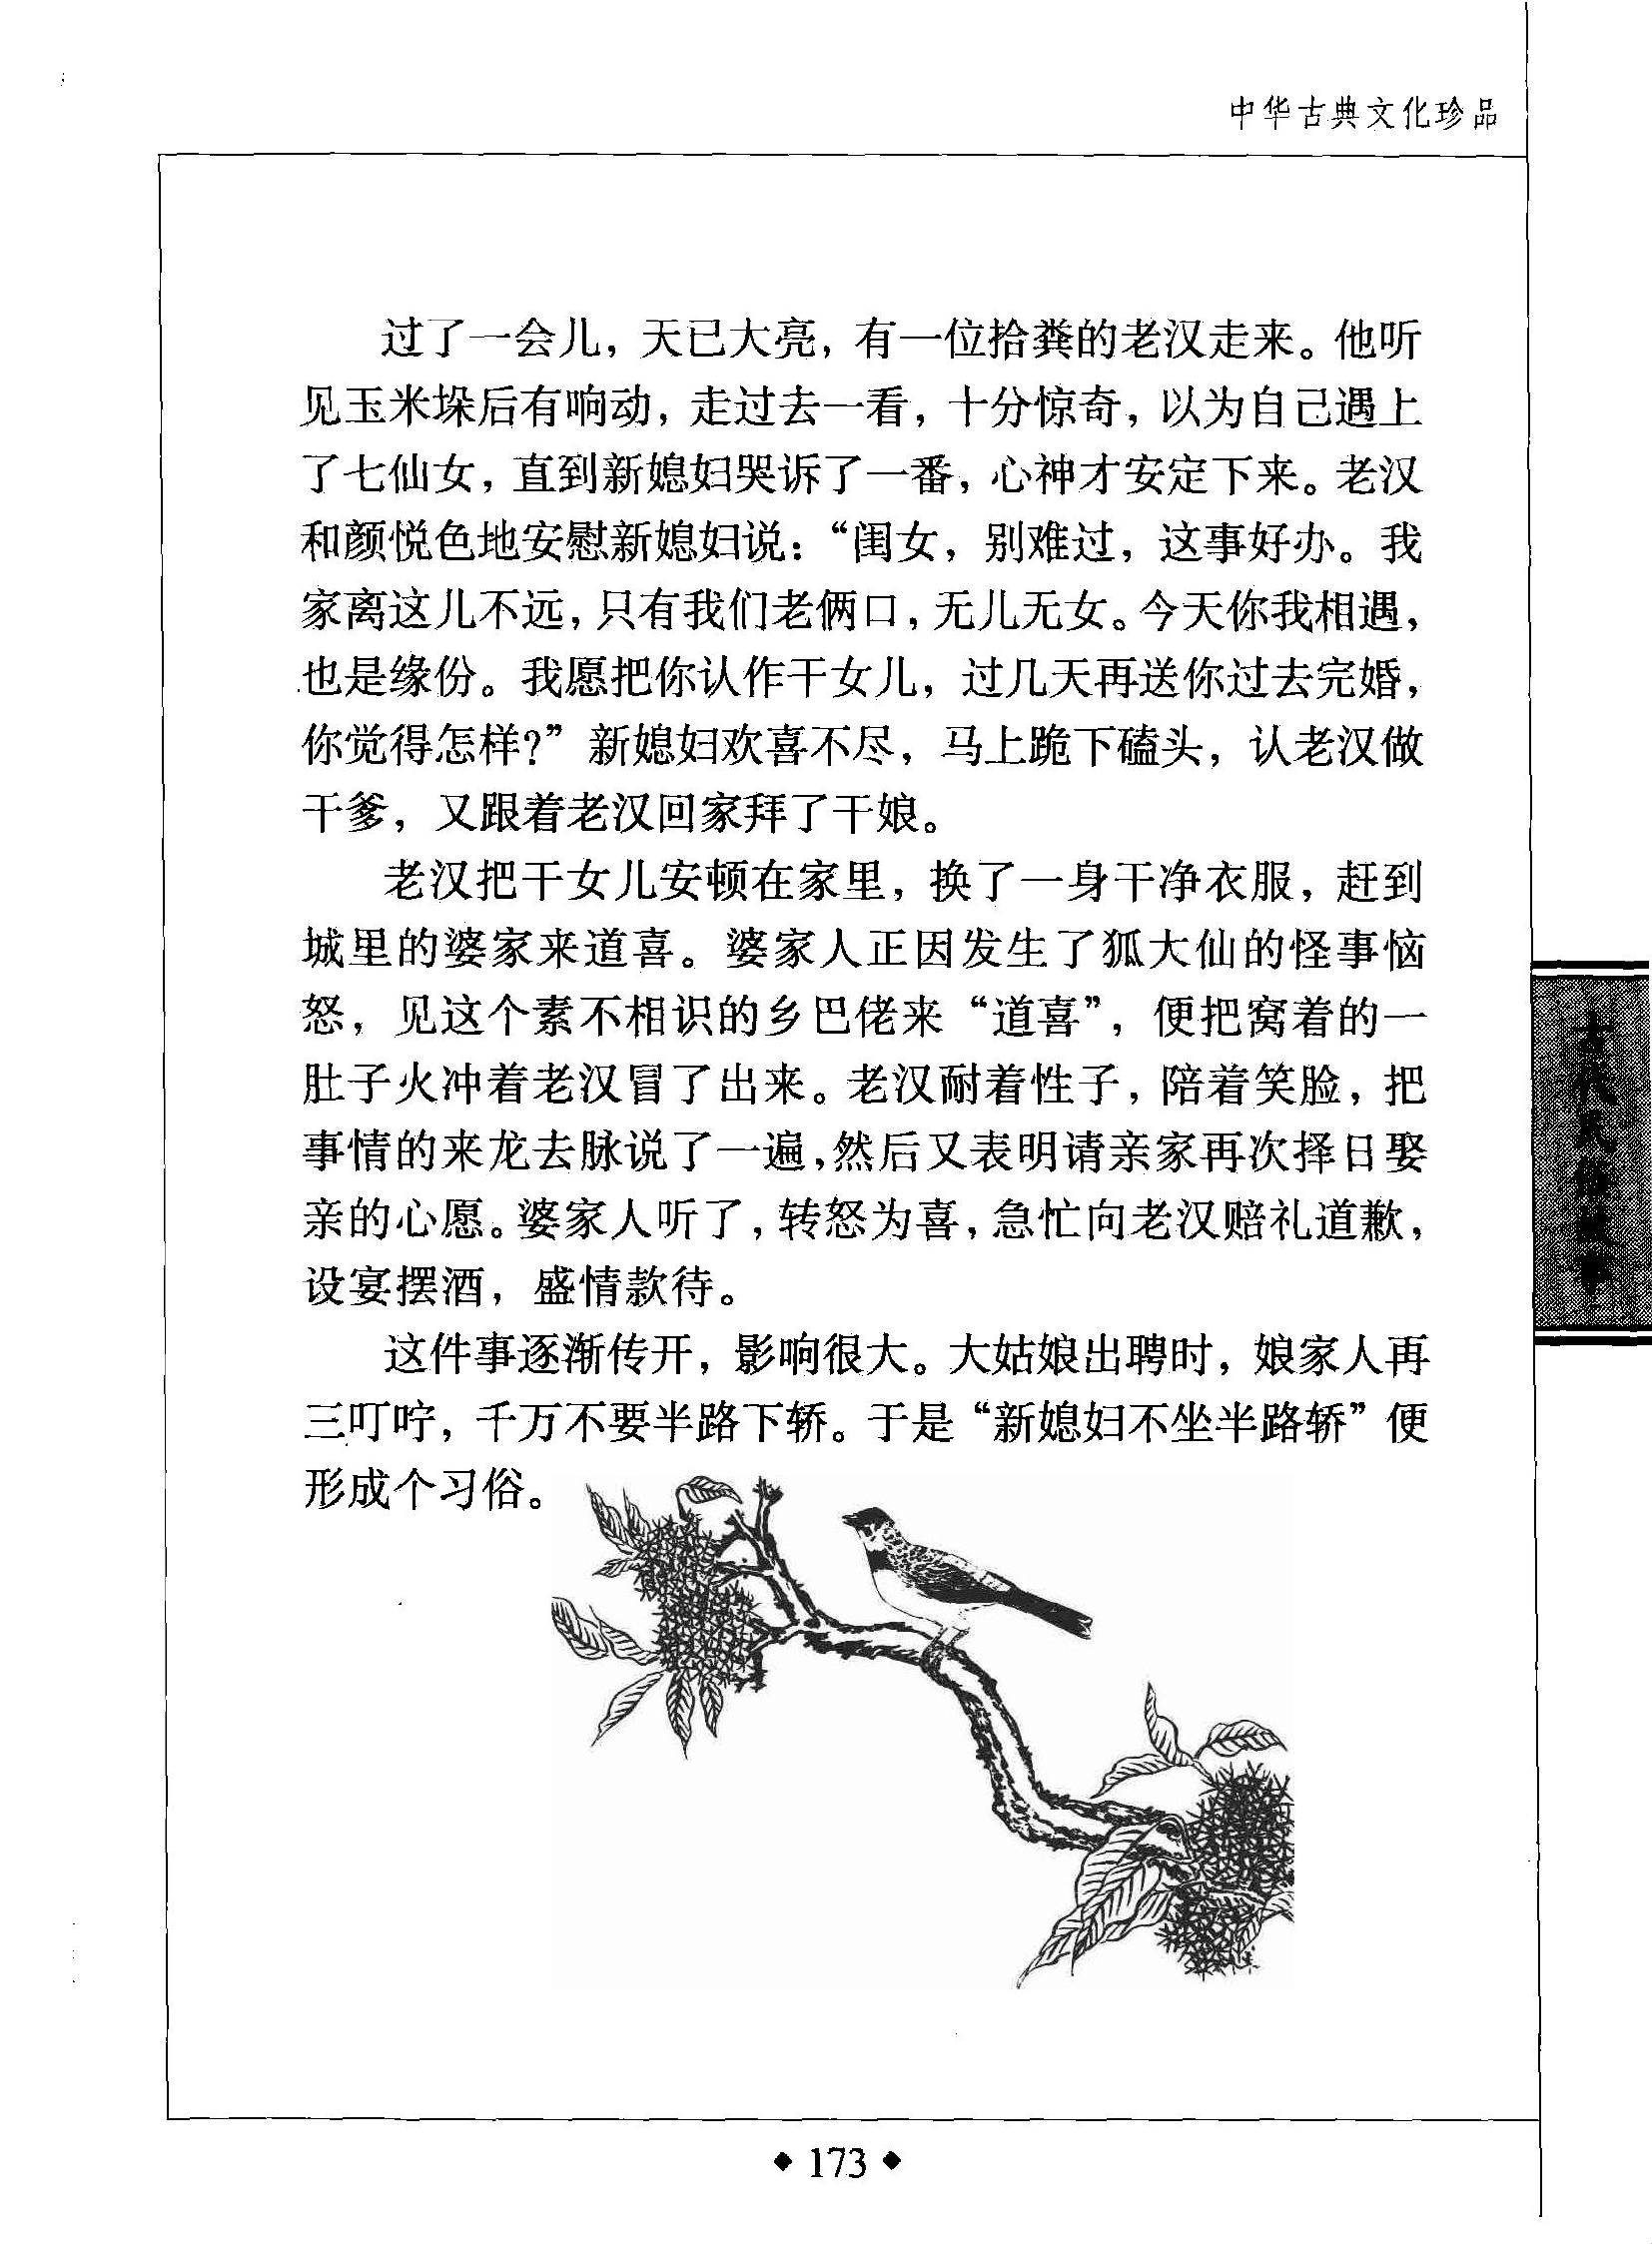 中华古典文化珍品
过了一会儿，天已大亮，有一位拾粪的老汉走来。他听
见玉米垛后有响动，走过去一看，十分惊奇，以为自己遇上
了七仙女，直到新媳妇哭诉了一番，心神才安定下来。老汉
和颜悦色地安慰新媳妇说：“闺女，别难过，这事好办。我
家离这儿不远，只有我们老俩口，无儿无女。今天你我相遇，
也是缘份。我愿把你认作干女儿，过几天再送你过去完婚，
你觉得怎样?”新媳妇欢喜不尽，马上跪下磕头，认老汉做
干爹，又跟着老汉回家拜了干娘。
老汉把干女儿安顿在家里，换了一身干净衣服，赶到
城里的婆家来道喜。婆家人正因发生了狐大仙的怪事恼
怒，见这个素不相识的乡巴佬来“道喜”，便把窝着的一
肚子火冲着老汉冒了出来。老汉耐着性子，陪着笑脸，把
事情的来龙去脉说了一遍，然后又表明请亲家再次择日娶
亲的心愿。婆家人听了，转怒为喜，急忙向老汉赔礼道歉，
设宴摆酒，盛情款待。
这件事逐渐传开，影响很大。大姑娘出聘时，娘家人再
三叮咛，千万不要半路下轿。于是“新媳妇不坐半路轿”便
形成个习俗。
古代民俗故事
◆ 173 ◆